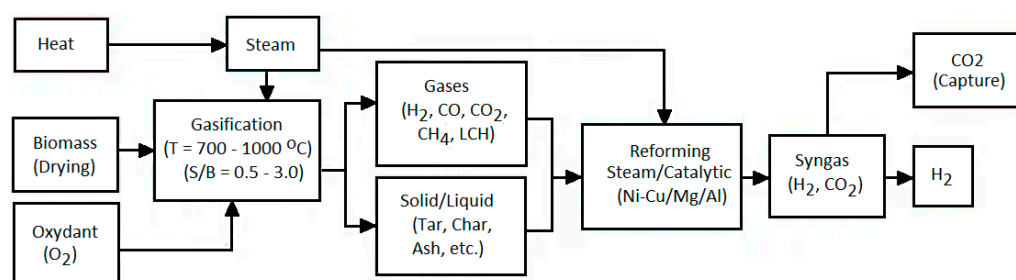 Heat
Steam
Biomass
(Drying)
Oxydant
(O₂)
Gasification
(T = 700 - 1000 ⁰C)
(S/B = 0.5 - 3.0)
Gases
(H₂, CO, CO₂,
CH₄, LCH)
Solid/Liquid
(Tar, Char,
Ash, etc.)
Reforming
Steam/Catalytic
(Ni-Cu/Mg/Al)
Syngas
(H₂, CO₂)
CO2
(Capture)
H₂